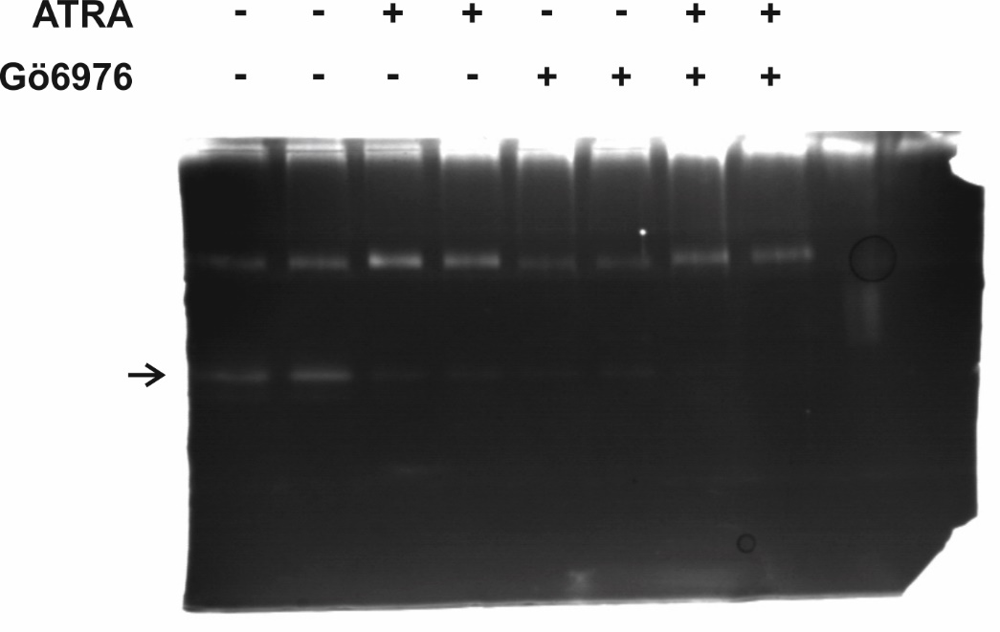 ATRA - - + + - - + +
Gö6976 - - - - + + + +